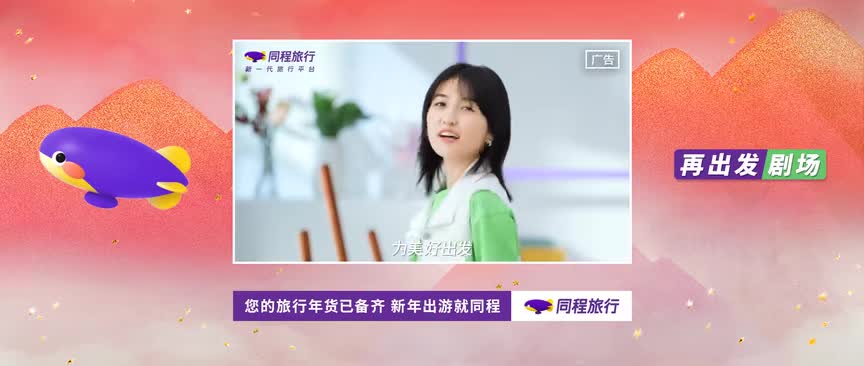 同程旅行
新一代旅行平台
广告
再出发剧场
为美好出发
您的旅行年货已备齐 新年出游就同程
同程旅行